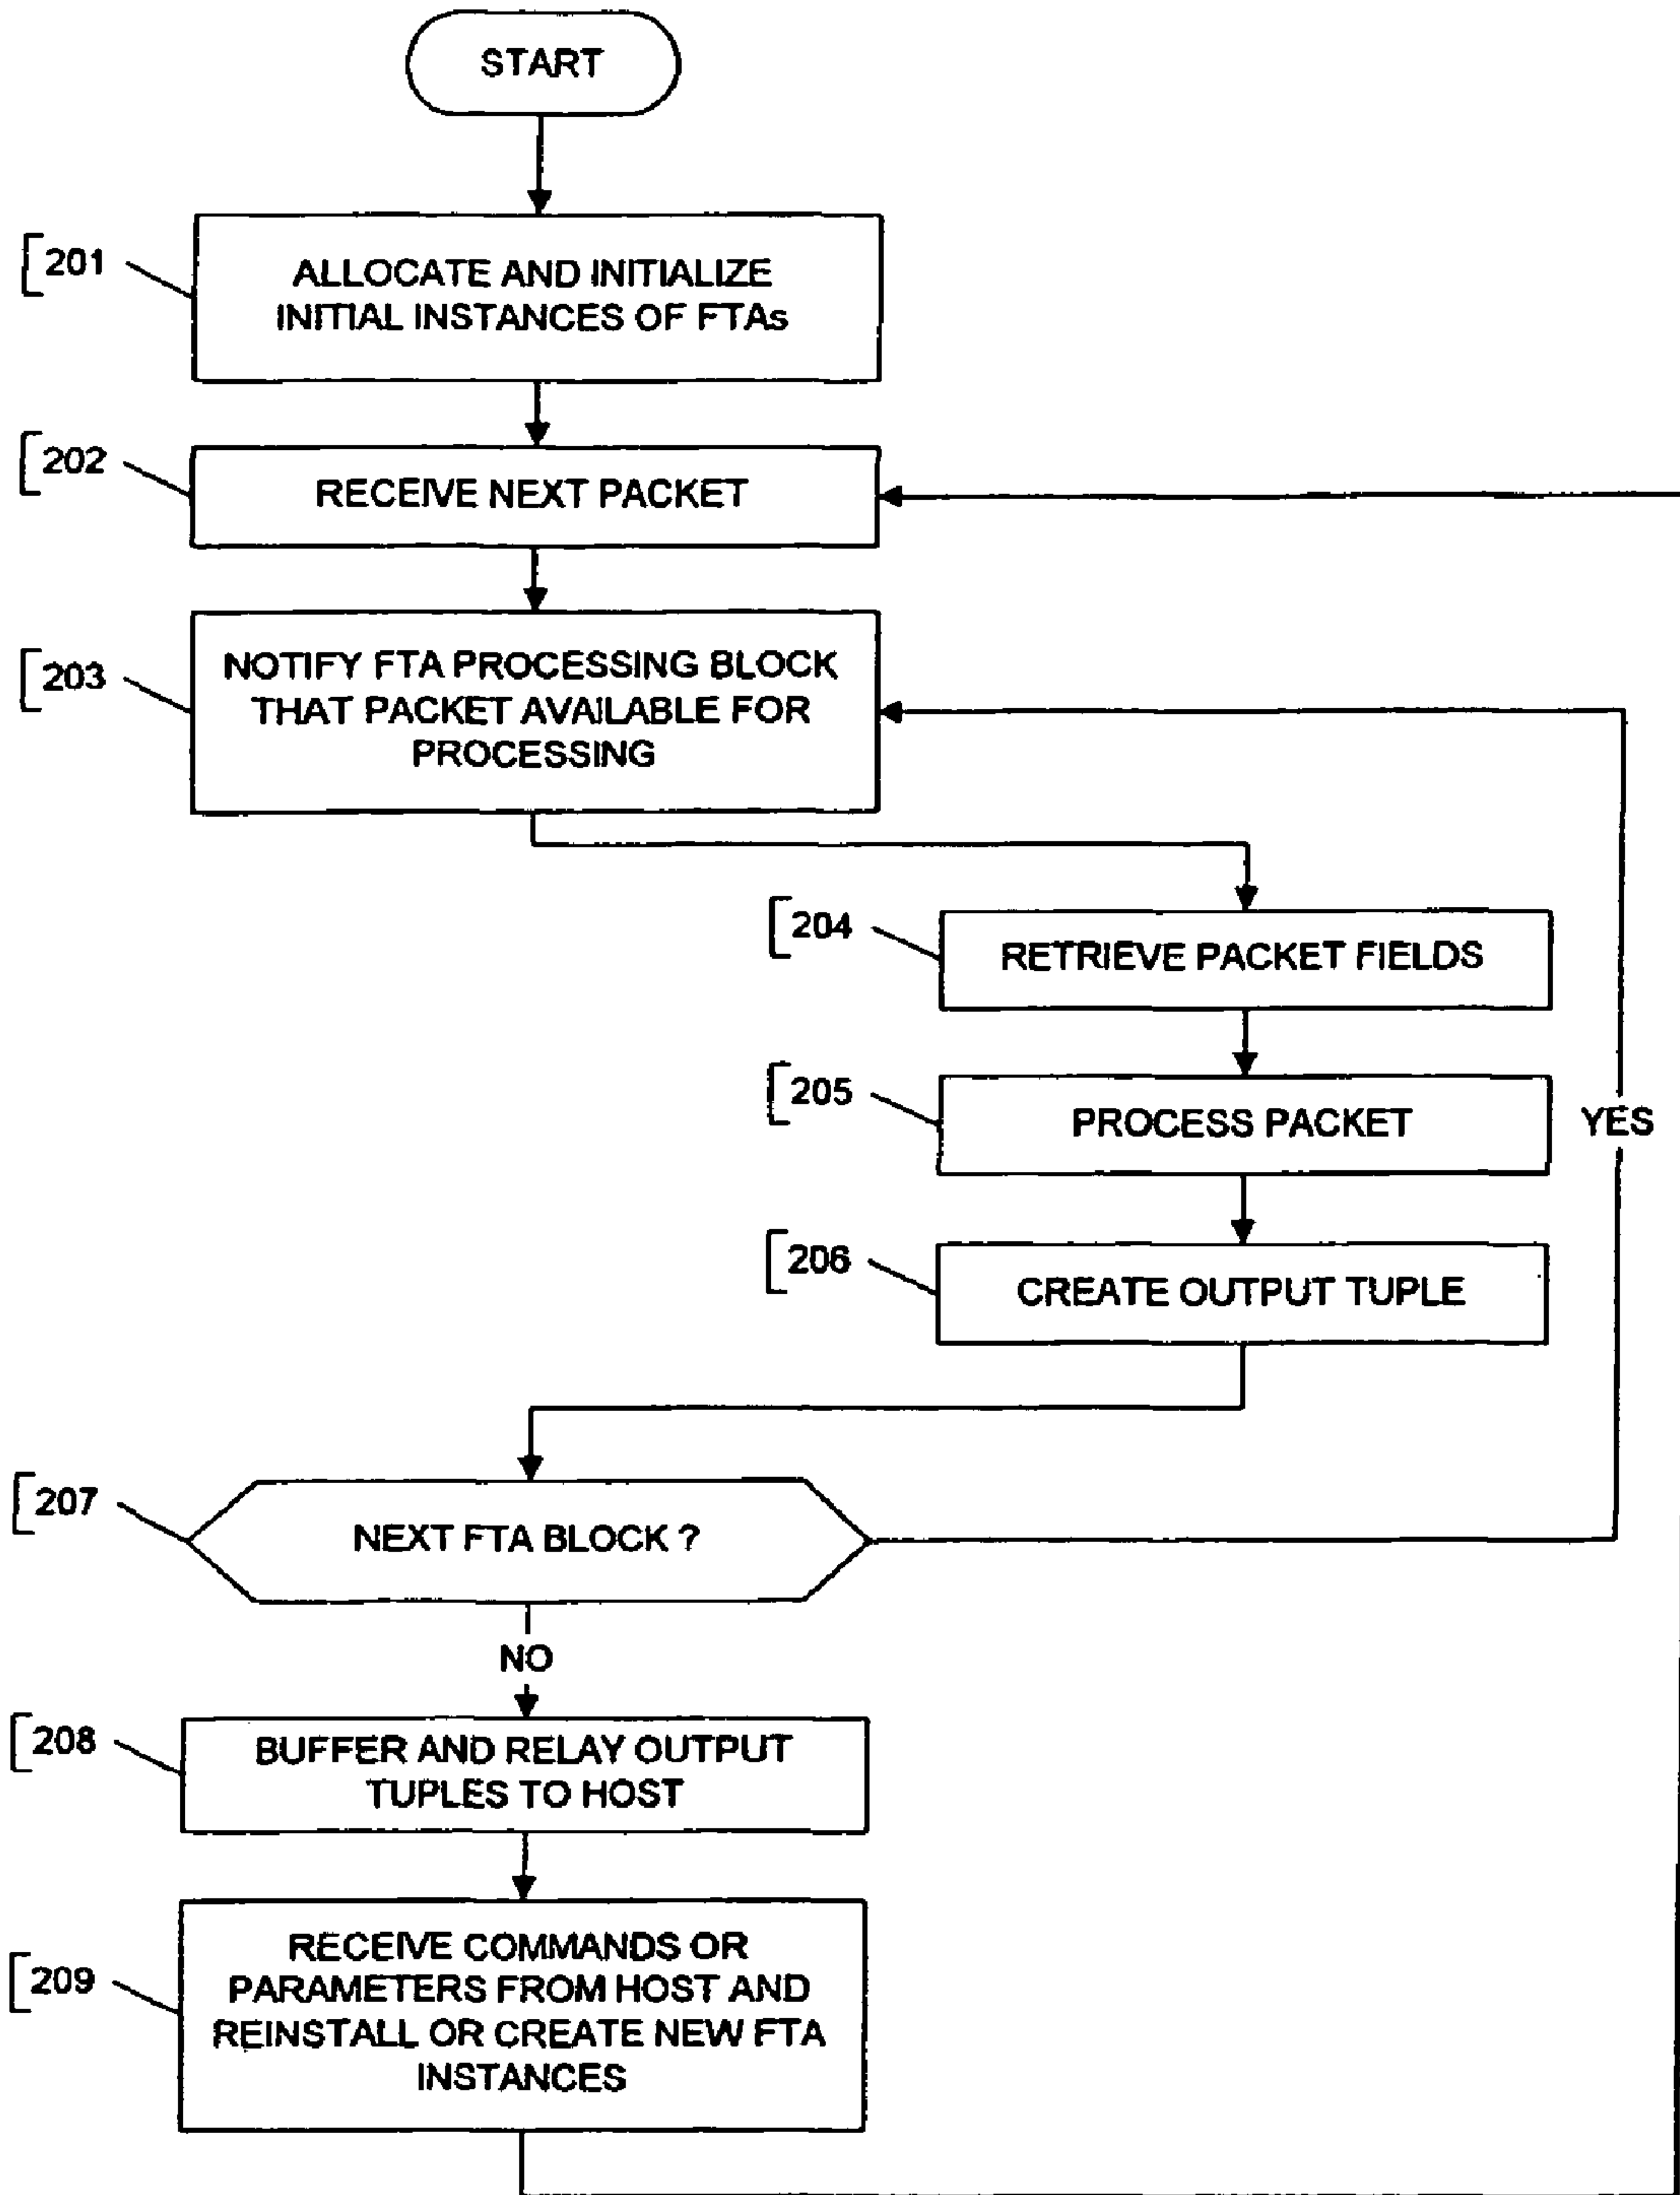 START
201
ALLOCATE AND INITIALIZE
INITIAL INSTANCES OF FTAs
202
RECEIVE NEXT PACKET
203
NOTIFY FTA PROCESSING BLOCK
THAT PACKET AVAILABLE FOR
PROCESSING
204
RETRIEVE PACKET FIELDS
205
PROCESS PACKET
YES
206
CREATE OUTPUT TUPLE
207
NEXT FTA BLOCK ?
NO
208
BUFFER AND RELAY OUTPUT
TUPLES TO HOST
209
RECEIVE COMMANDS OR
PARAMETERS FROM HOST AND
REINSTALL OR CREATE NEW FTA
INSTANCES